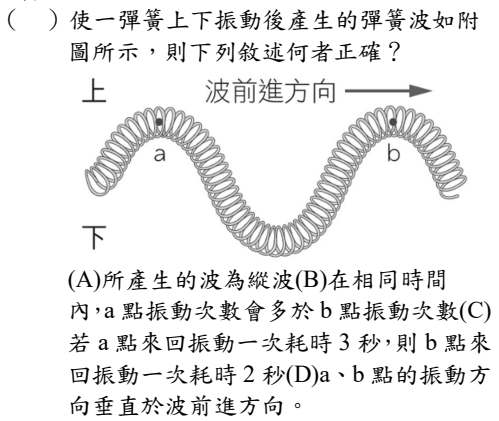 （　）使一彈簧上下振動後產生的彈簧波如附
圖所示，則下列敘述何者正確？
上　波前進方向
a　b
下
(A)所產生的波為縱波(B)在相同時間
內，a 點振動次數會多於 b 點振動次數(C)
若 a 點來回振動一次耗時 3 秒，則 b 點來
回振動一次耗時 2 秒(D)a、b 點的振動方
向垂直於波前進方向。